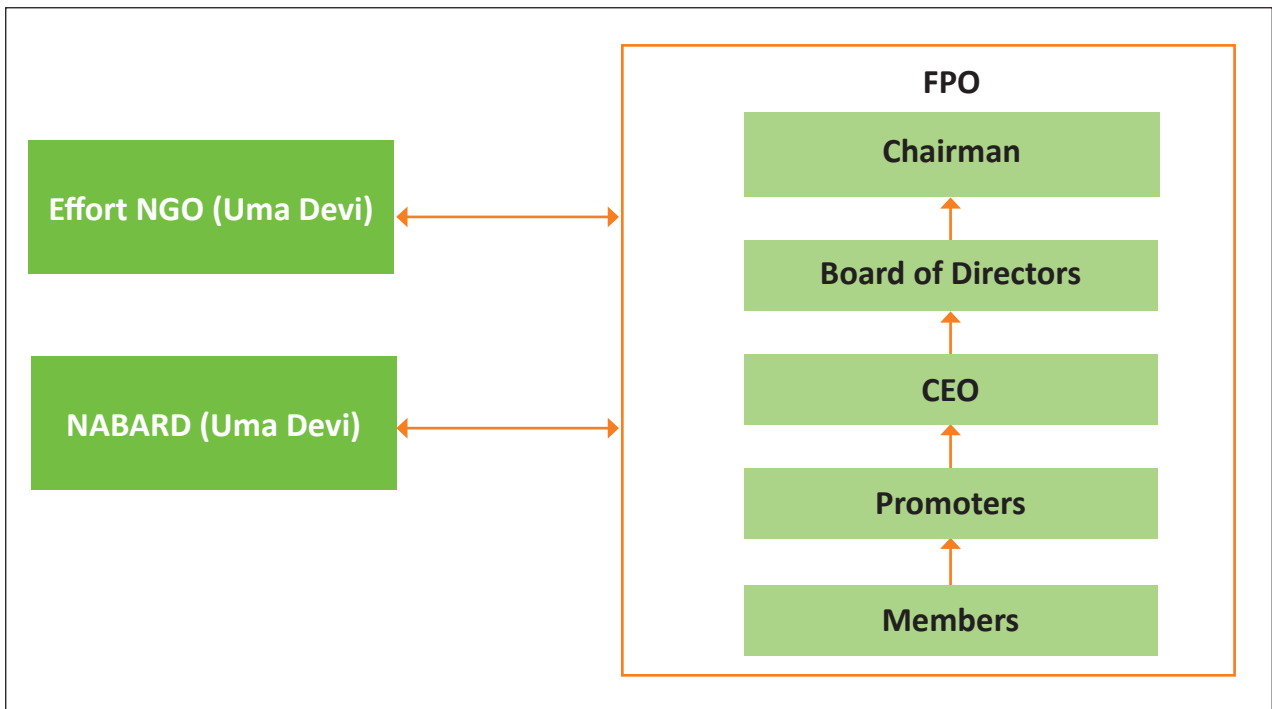 Effort NGO (Uma Devi)
NABARD (Uma Devi)
FPO
Chairman
Board of Directors
CEO
Promoters
Members